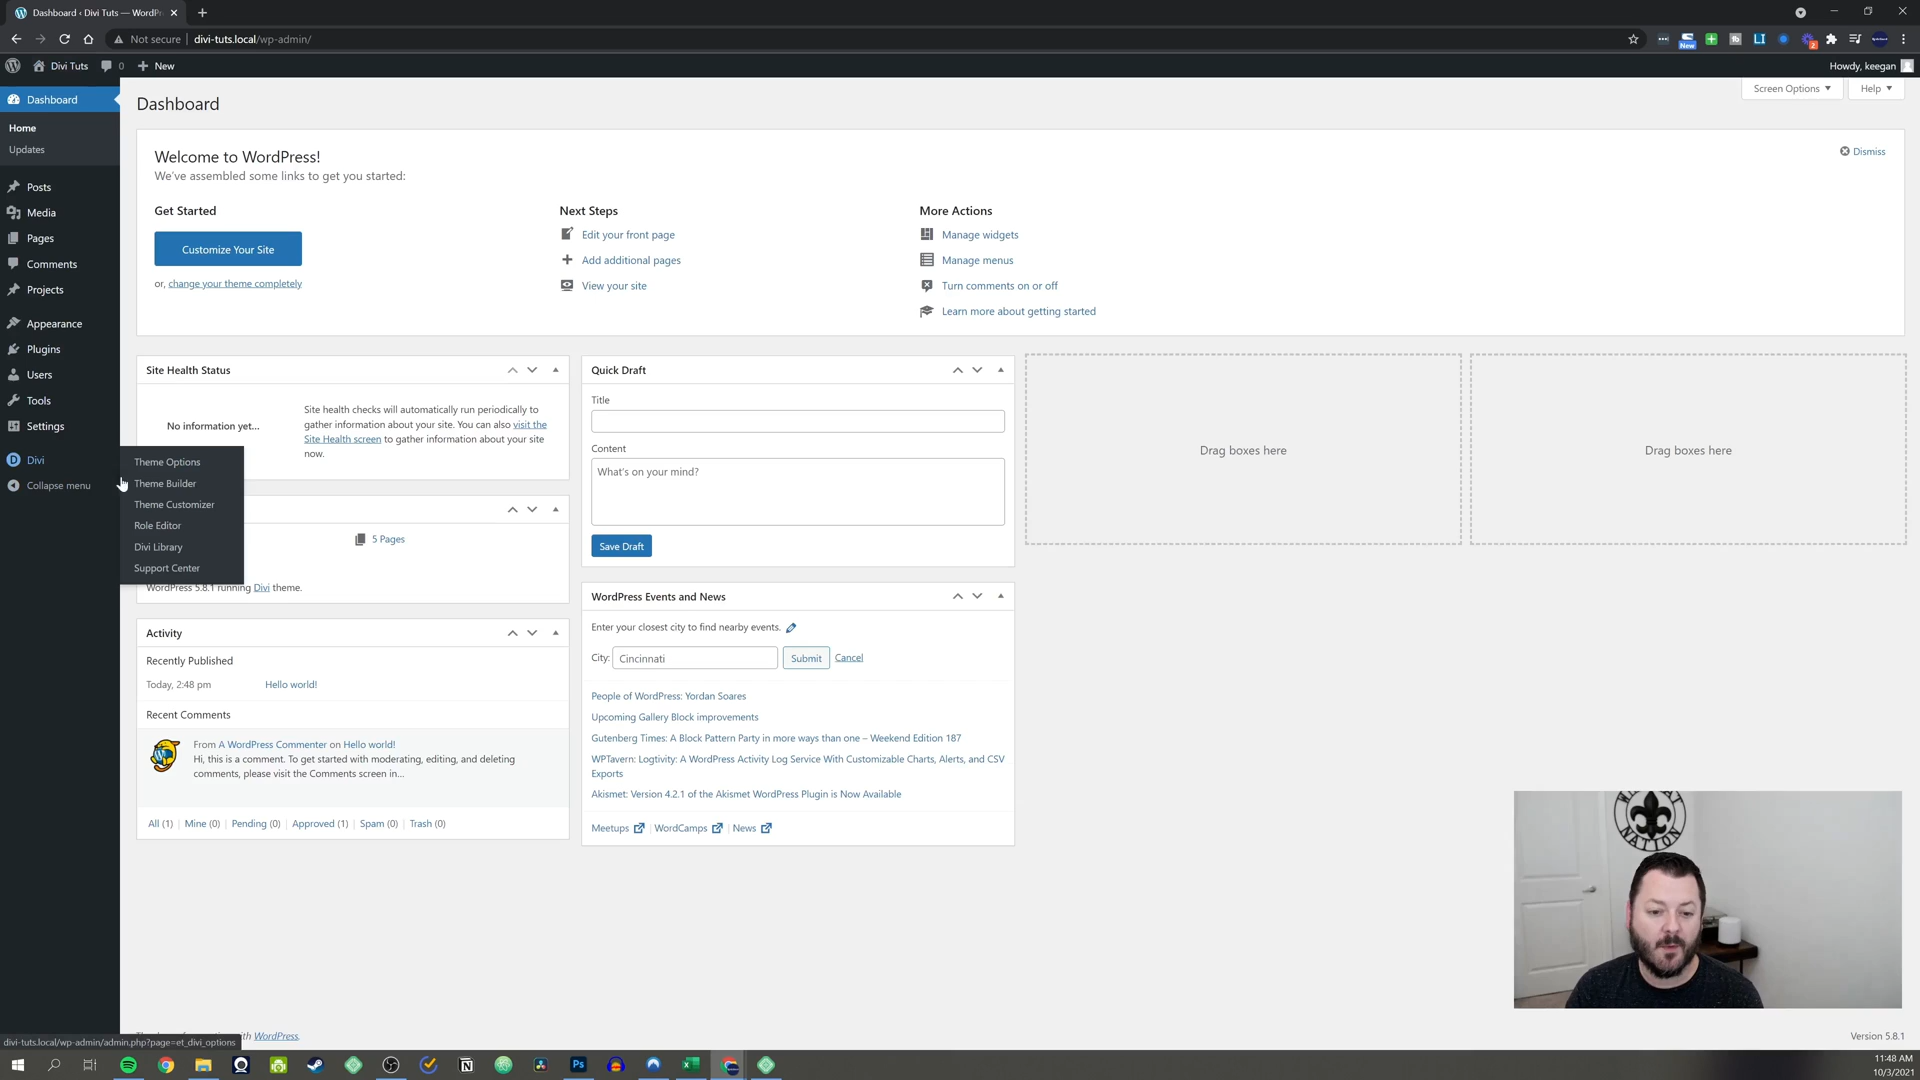 Dashboard ‹ Divi Tuts — WordPr
Not secure
divi-tuts.local/wp-admin/
New
2
Divi Tuts
0
New
Howdy, keegan
Dashboard
Home
Updates
Posts
Media
Pages
Comments
Projects
Appearance
Plugins
Users
Tools
Settings
Divi
Collapse menu
Theme Options
Theme Builder
Theme Customizer
Role Editor
Divi Library
Support Center
Dashboard
Screen Options
Help
Welcome to WordPress!
We've assembled some links to get you started:
Dismiss
Get Started
Customize Your Site
or, change your theme completely
Next Steps
Edit your front page
Add additional pages
View your site
More Actions
Manage widgets
Manage menus
Turn comments on or off
Learn more about getting started
Site Health Status
No information yet...
Site health checks will automatically run periodically to
gather information about your site. You can also visit the
Site Health screen to gather information about your site
now.
5 Pages
WordPress 5.8.1 running Divi theme.
Activity
Recently Published
Today, 2:48 pm
Hello world!
Recent Comments
From A WordPress Commenter on Hello world!
Hi, this is a comment. To get started with moderating, editing, and deleting
comments, please visit the Comments screen in...
All (1) | Mine (0) | Pending (0) | Approved (1) | Spam (0) | Trash (0)
Quick Draft
Title
Content
What's on your mind?
Save Draft
WordPress Events and News
Enter your closest city to find nearby events.
City: Cincinnati
Submit
Cancel
People of WordPress: Yordan Soares
Upcoming Gallery Block improvements
Gutenberg Times: A Block Pattern Party in more ways than one – Weekend Edition 187
WPTavern: Logtivity: A WordPress Activity Log Service With Customizable Charts, Alerts, and CSV
Exports
Akismet: Version 4.2.1 of the Akismet WordPress Plugin is Now Available
Meetups | WordCamps | News
Drag boxes here
Drag boxes here
NATION
WordPress.
Version 5.8.1
divi-tuts.local/wp-admin/admin.php?page=et_divi_options
Ps
11:48 AM
10/3/2021